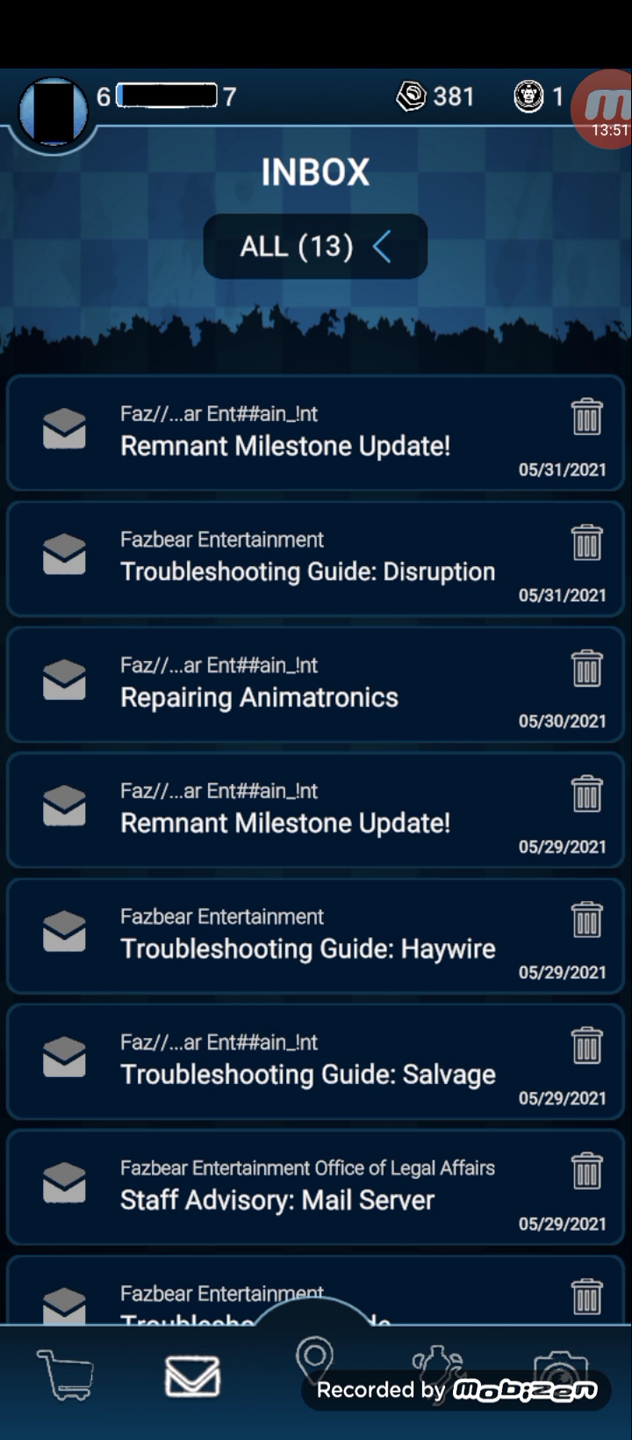 6 7 381 1
13:51
INBOX
ALL (13)
Faz//...ar Ent##ain_!nt
Remnant Milestone Update!
05/31/2021
Fazbear Entertainment
Troubleshooting Guide: Disruption
05/31/2021
Faz//...ar Ent##ain_!nt
Repairing Animatronics
05/30/2021
Faz//...ar Ent##ain_!nt
Remnant Milestone Update!
05/29/2021
Fazbear Entertainment
Troubleshooting Guide: Haywire
05/29/2021
Faz//...ar Ent##ain_!nt
Troubleshooting Guide: Salvage
05/29/2021
Fazbear Entertainment Office of Legal Affairs
Staff Advisory: Mail Server
05/29/2021
Fazbear Entertainment
Recorded by mobizen